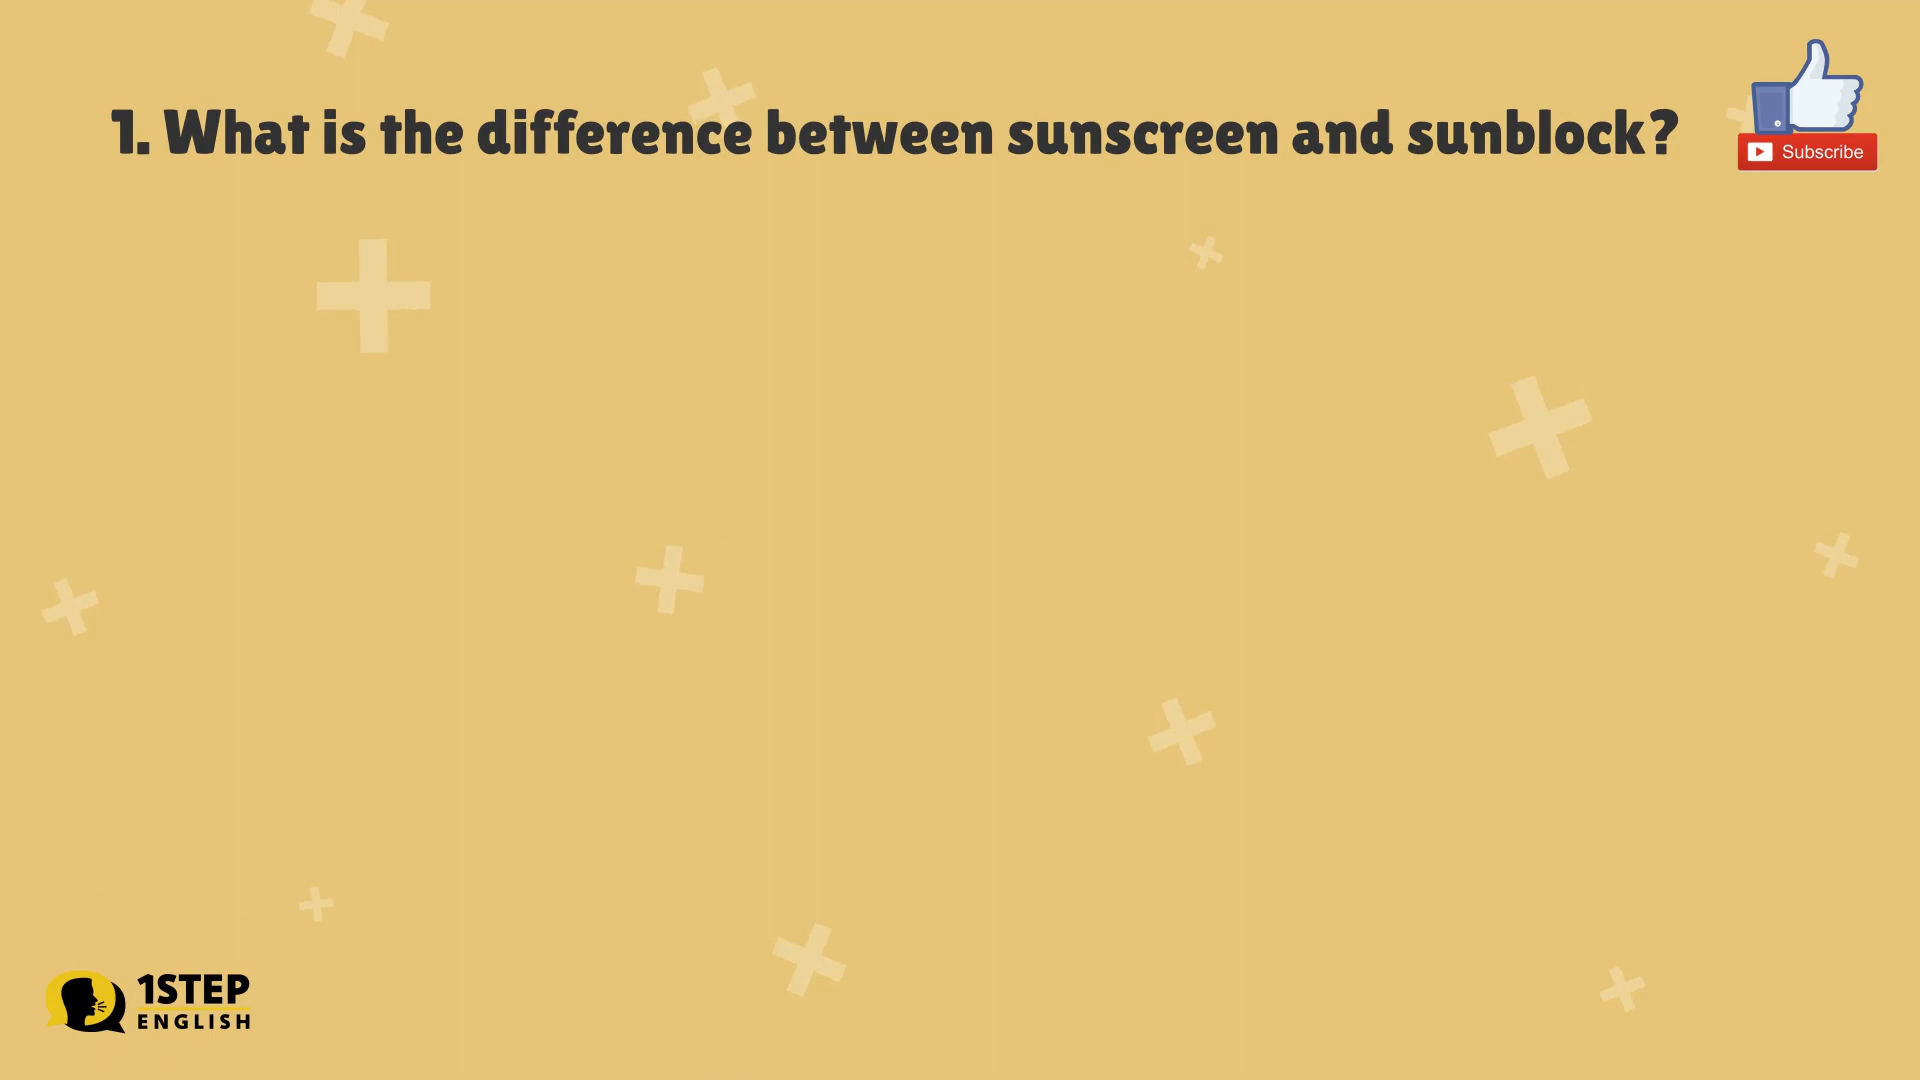 1. What is the difference between sunscreen and sunblock?
Subscribe
1STEP
ENGLISH